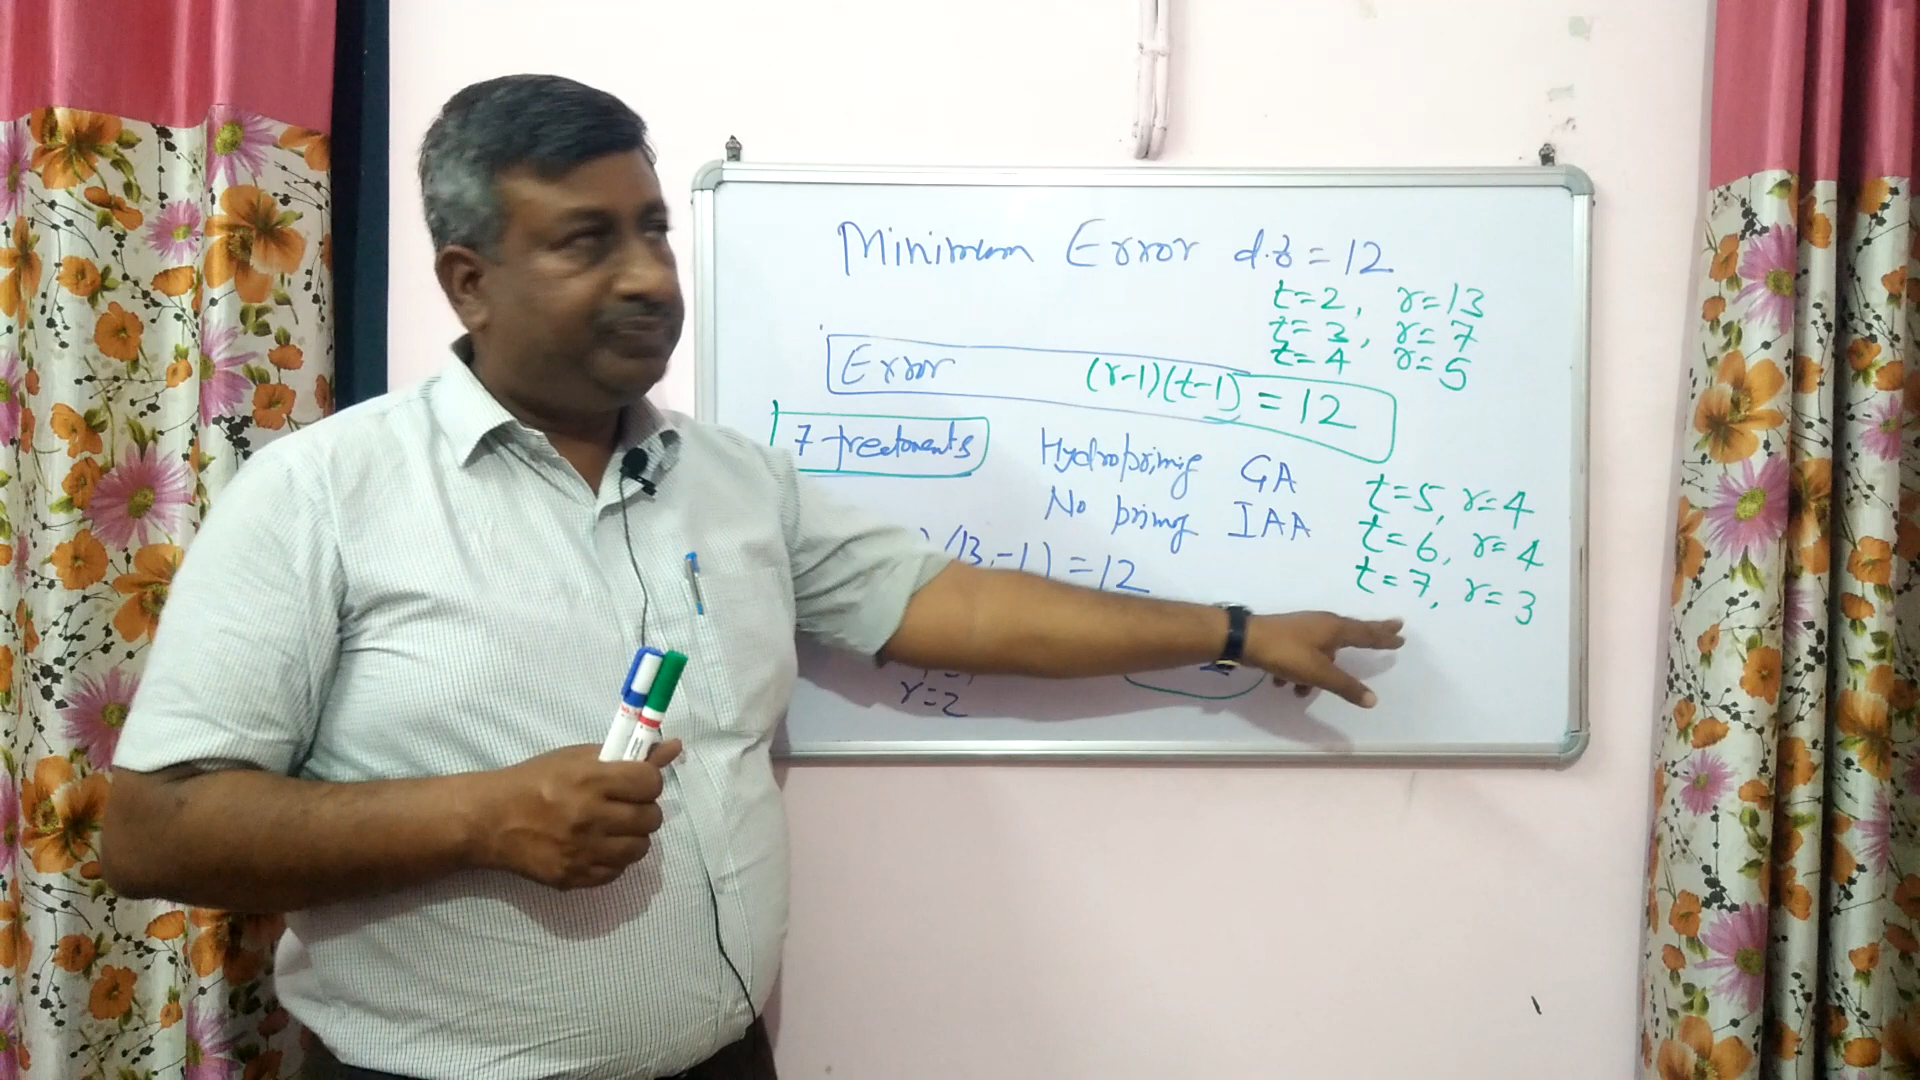 Minimum Error d.f = 12
t=2, r=13
t=3, r=7
t=4 r=5
Error (r-1)(t-1) = 12
7 treatments
Hydropriming GA
No priming IAA
t=5, r=4
t=6, r=4
t=7, r=3
(13-1) = 12
r=2